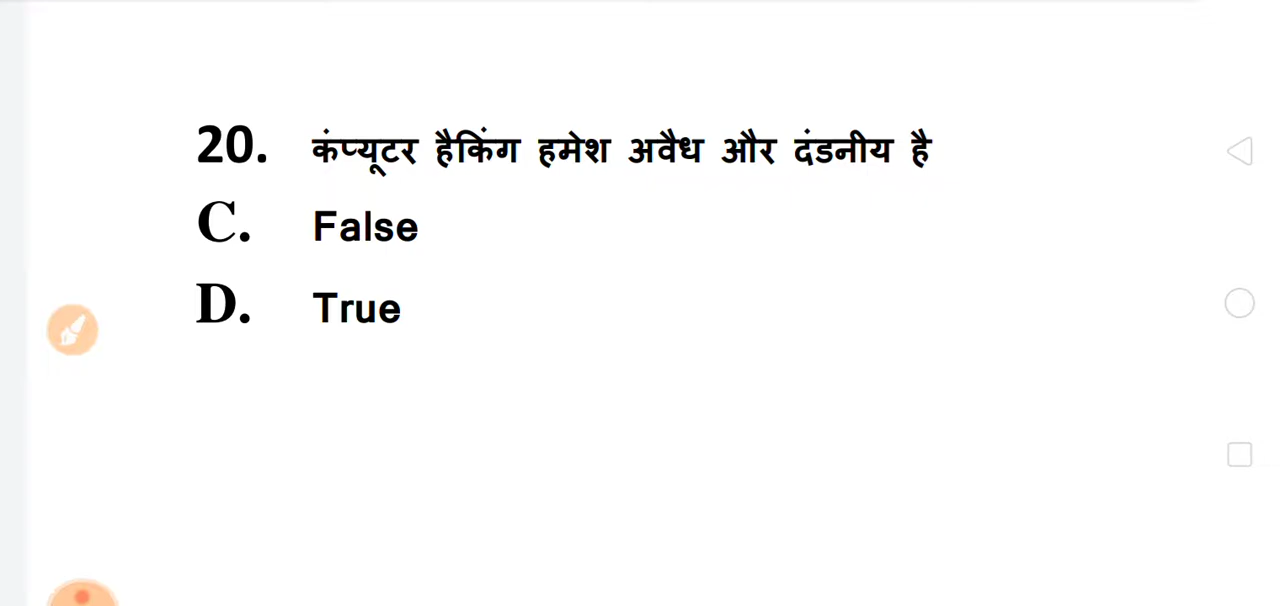 20. कंप्यूटर हैकिंग हमेश अवैध और दंडनीय है
C. False
D. True